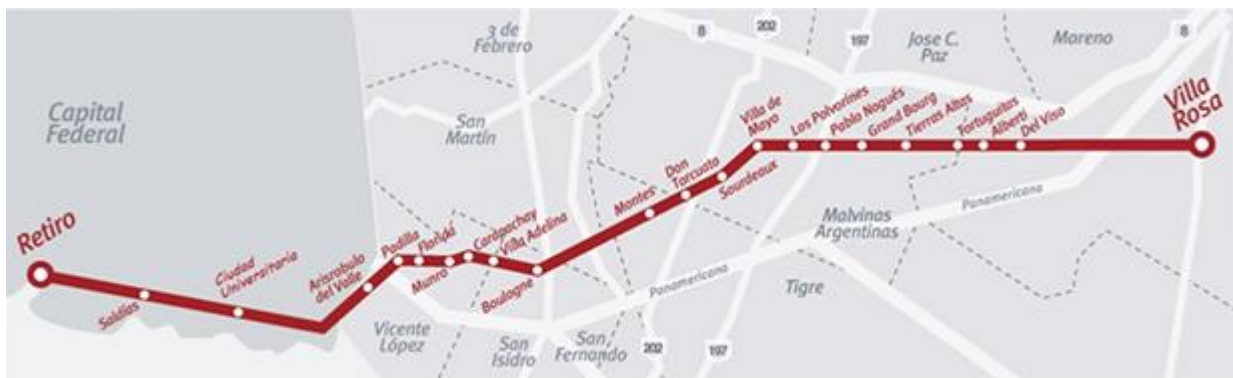 Capital
Federal
Retiro
Saldías
Ciudad
Universitaria
Aristobulo
del Valle
Padilla
Florida
Munro
Carapachay
Villa Adelina
Boulogne
Montes
Don
Torcuato
Sourdeaux
Villa de
Mayo
Los Polvorines
Pablo Nogués
Grand Bourg
Tierras Altas
Tortuguitas
Alberti
Del Viso
Villa
Rosa
3 de
Febrero
San
Martín
8
202
197
Jose C.
Paz
Moreno
8
Panamericana
Malvinas
Argentinas
Panamericana
Tigre
Vicente
López
San
Isidro
San
Fernando
202
197